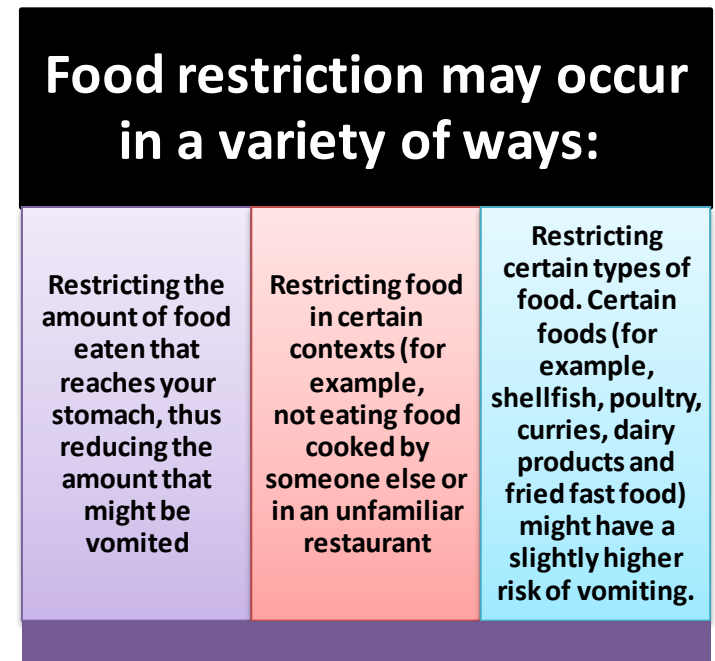 Food restriction may occur
in a variety of ways:
Restricting the
amount of food
eaten that
reaches your
stomach, thus
reducing the
amount that
might be
vomited
Restricting food
in certain
contexts (for
example,
not eating food
cooked by
someone else or
in an unfamiliar
restaurant
Restricting
certain types of
food. Certain
foods (for
example,
shellfish, poultry,
curries, dairy
products and
fried fast food)
might have a
slightly higher
risk of vomiting.